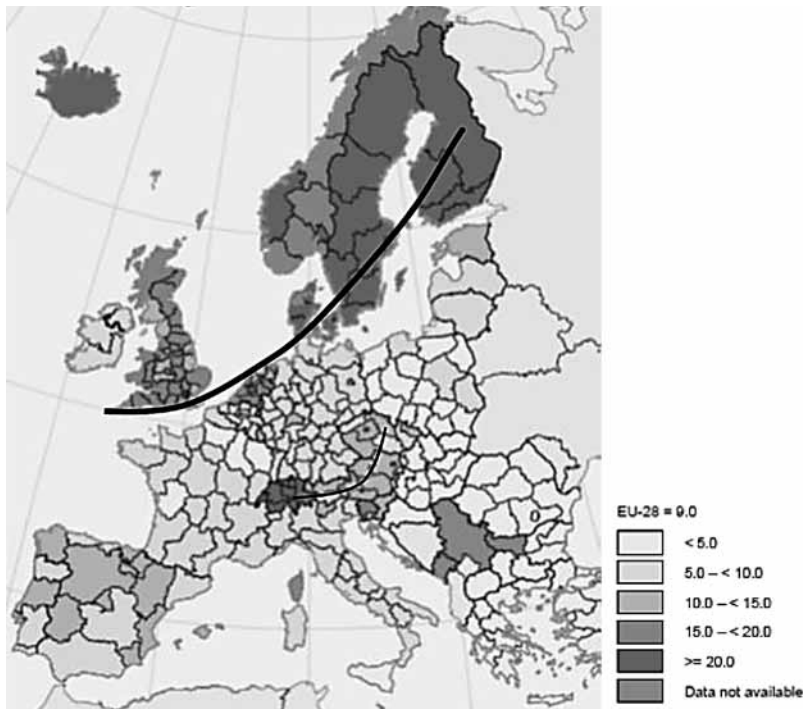 EU-28 = 9.0
< 5.0
5.0 – < 10.0
10.0 – < 15.0
15.0 – < 20.0
>= 20.0
Data not available